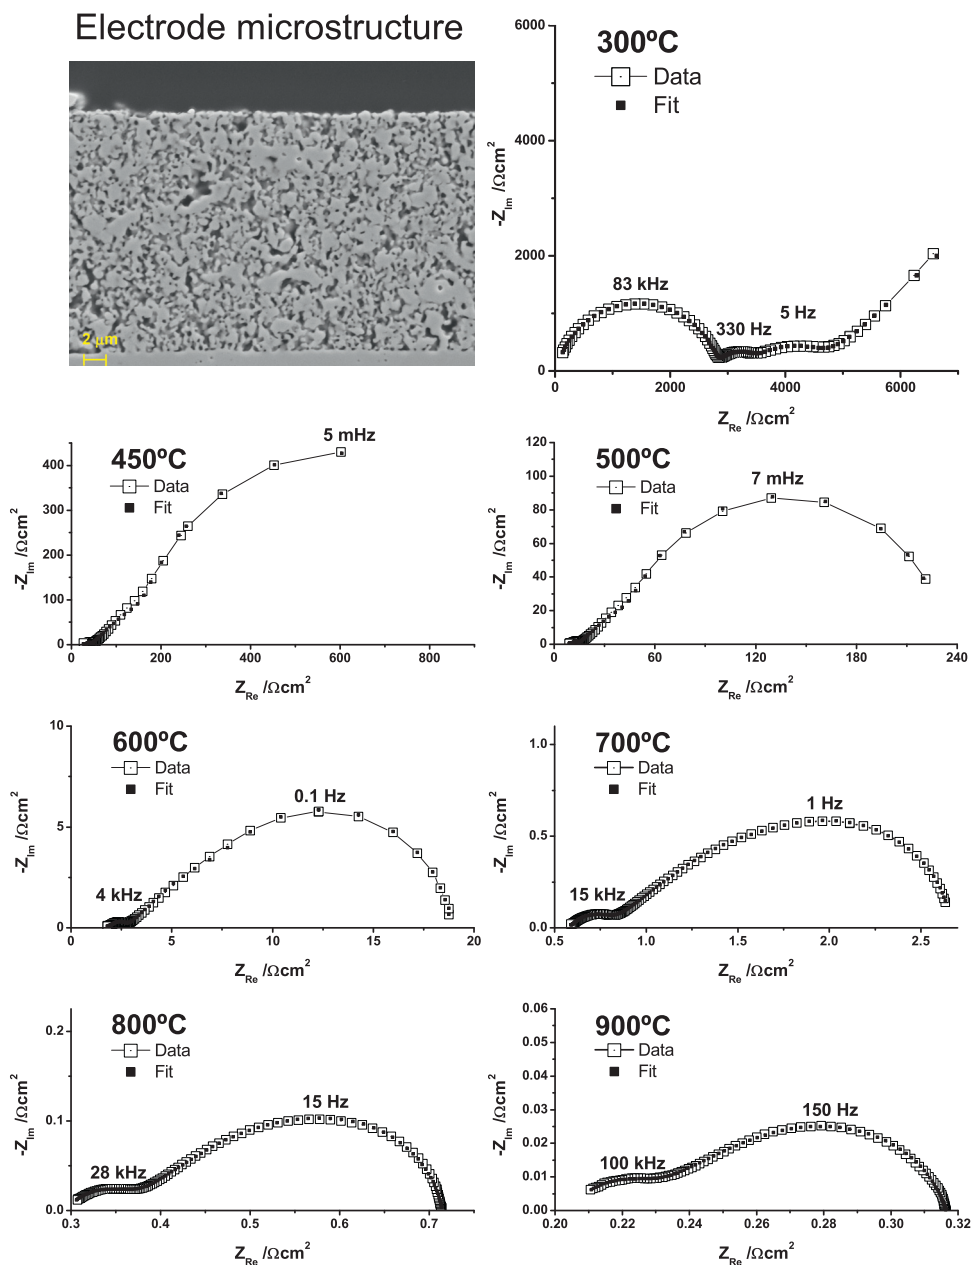 Electrode microstructure
2 μm
300ºC
Data
Fit
83 kHz
330 Hz
5 Hz
6000
4000
2000
0
-Z_Im /Ωcm²
0 2000 4000 6000
Z_Re /Ωcm²
450ºC
Data
Fit
5 mHz
400
300
200
100
0
-Z_Im /Ωcm²
0 200 400 600 800
Z_Re /Ωcm²
500ºC
Data
Fit
7 mHz
120
100
80
60
40
20
0
-Z_Im /Ωcm²
0 60 120 180 240
Z_Re /Ωcm²
600ºC
Data
Fit
0.1 Hz
4 kHz
10
5
0
-Z_Im /Ωcm²
0 5 10 15 20
Z_Re /Ωcm²
700ºC
Data
Fit
1 Hz
15 kHz
1.0
0.5
0.0
-Z_Im /Ωcm²
0.5 1.0 1.5 2.0 2.5
Z_Re /Ωcm²
800ºC
Data
Fit
15 Hz
28 kHz
0.2
0.1
0.0
-Z_Im /Ωcm²
0.3 0.4 0.5 0.6 0.7
Z_Re /Ωcm²
900ºC
Data
Fit
150 Hz
100 kHz
0.06
0.05
0.04
0.03
0.02
0.01
0.00
-Z_Im /Ωcm²
0.20 0.22 0.24 0.26 0.28 0.30 0.32
Z_Re /Ωcm²